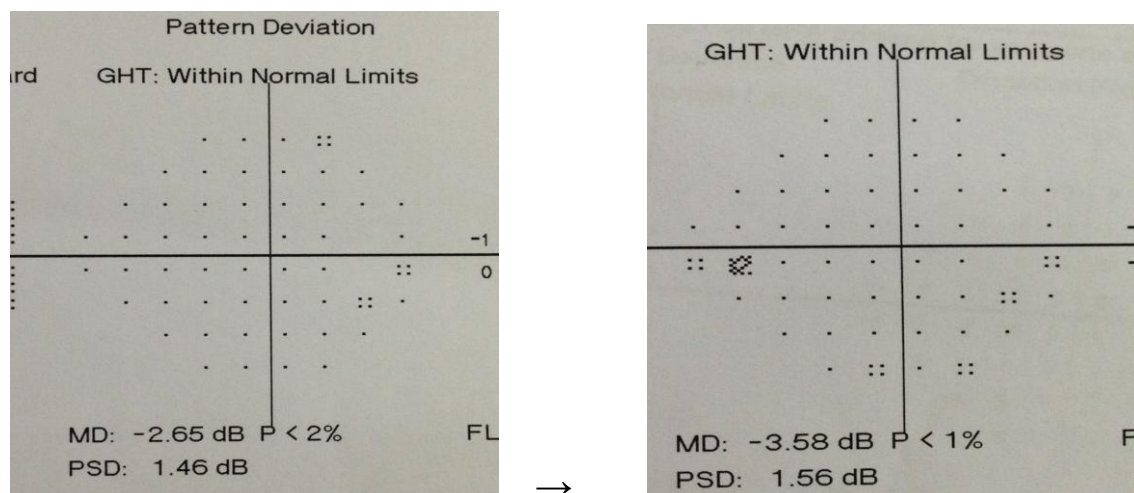 Pattern Deviation
GHT: Within Normal Limits
-1
0
MD: -2.65 dB P < 2%
FL
PSD: 1.46 dB
→
GHT: Within Normal Limits
MD: -3.58 dB P < 1%
F
PSD: 1.56 dB